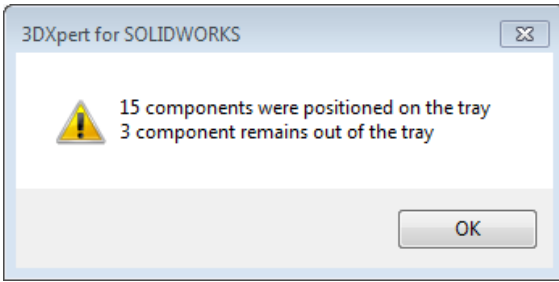 3DXpert for SOLIDWORKS
15 components were positioned on the tray
3 component remains out of the tray
OK